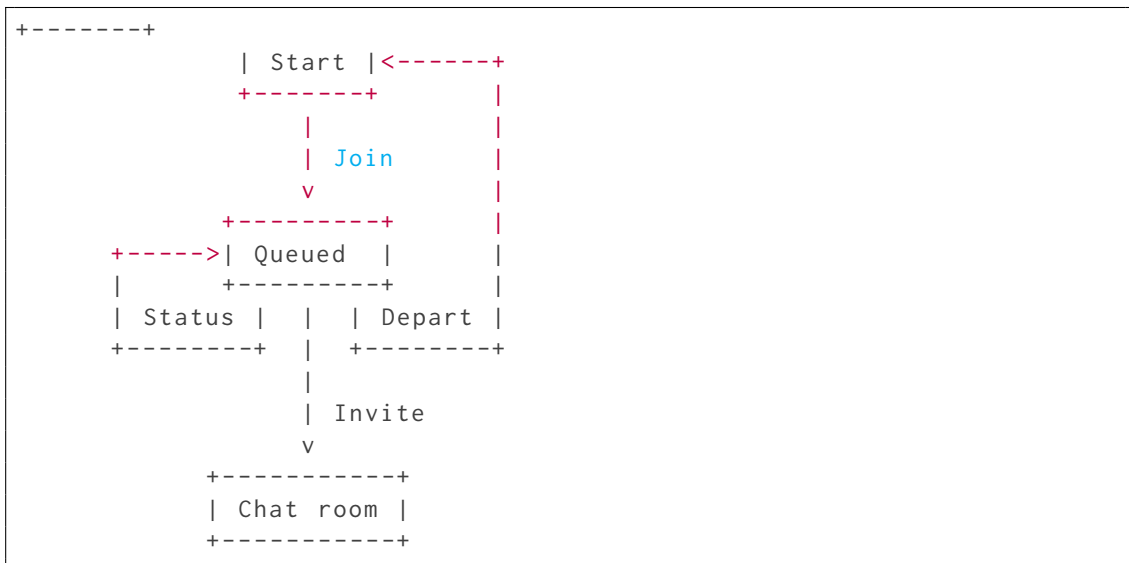 +-------+
                 | Start |<------+
                 +-------+       |
                     |           |
                     | Join      |
                     v           |
                +---------+      |
        +----->| Queued  |       |
        |      +---------+       |
        | Status |  |  | Depart |
        +--------+  |  +--------+
                    |
                    | Invite
                    v
              +-----------+
              | Chat room |
              +-----------+